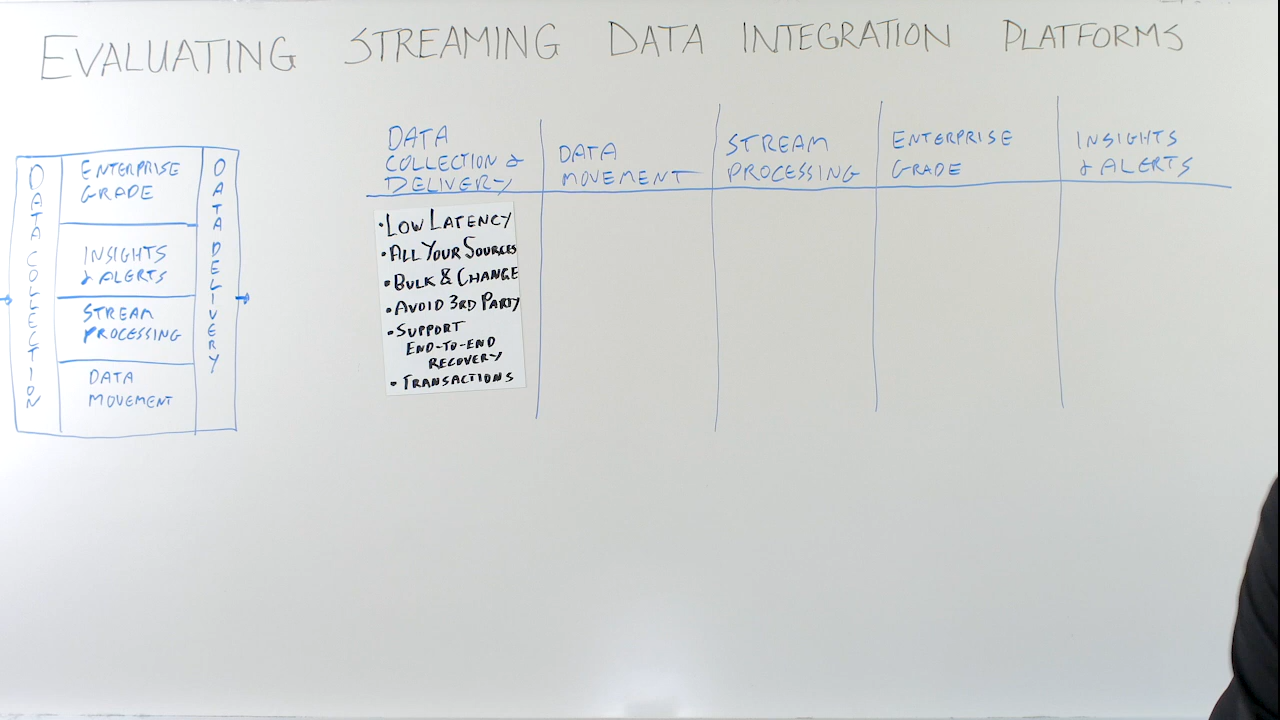 EVALUATING STREAMING DATA INTEGRATION PLATFORMS
DATA COLLECTION
ENTERPRISE
GRADE
INSIGHTS
& ALERTS
STREAM
PROCESSING
DATA
MOVEMENT
DATA DELIVERY
DATA
COLLECTION &
DELIVERY
DATA
MOVEMENT
STREAM
PROCESSING
ENTERPRISE
GRADE
INSIGHTS
& ALERTS
• LOW LATENCY
• ALL YOUR SOURCES
• BULK & CHANGE
• AVOID 3RD PARTY
• SUPPORT
END-TO-END
RECOVERY
• TRANSACTIONS